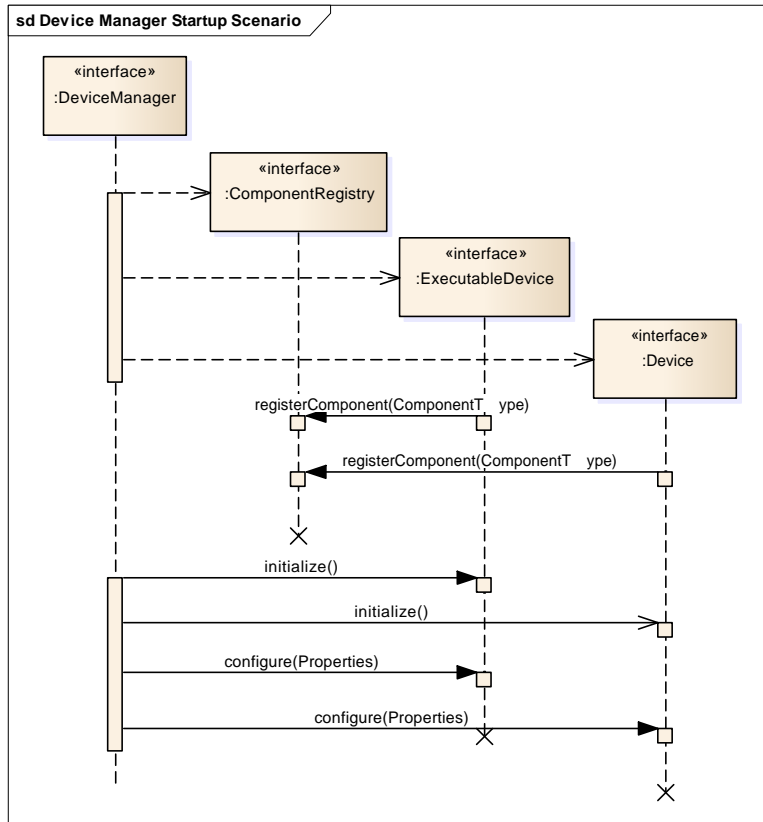 sd Device Manager Startup Scenario
«interface»
:DeviceManager
«interface»
:ComponentRegistry
«interface»
:ExecutableDevice
«interface»
:Device
registerComponent(ComponentT ype)
registerComponent(ComponentT ype)
initialize()
initialize()
configure(Properties)
configure(Properties)